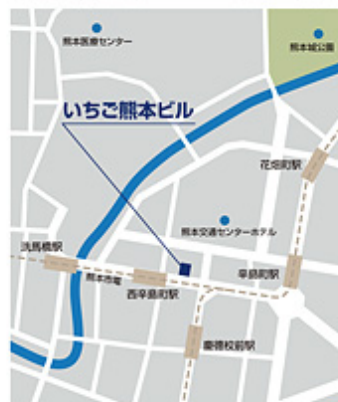 熊本医療センター
熊本城公園
いちご熊本ビル
花畑町駅
熊本交通センターホテル
洗馬橋駅
辛島町駅
熊本市電
西辛島町駅
慶徳校前駅